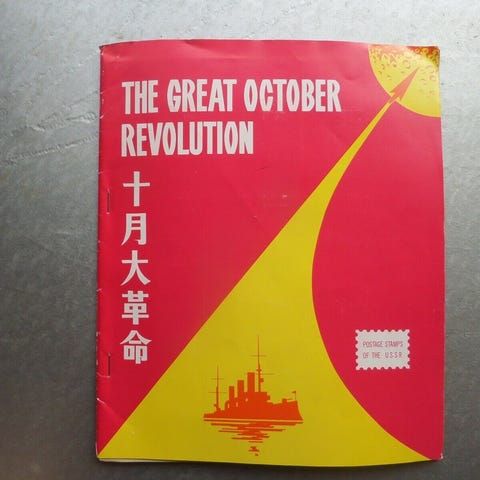 THE GREAT OCTOBER
REVOLUTION
十月大革命
POSTAGE STAMPS
OF THE USSR